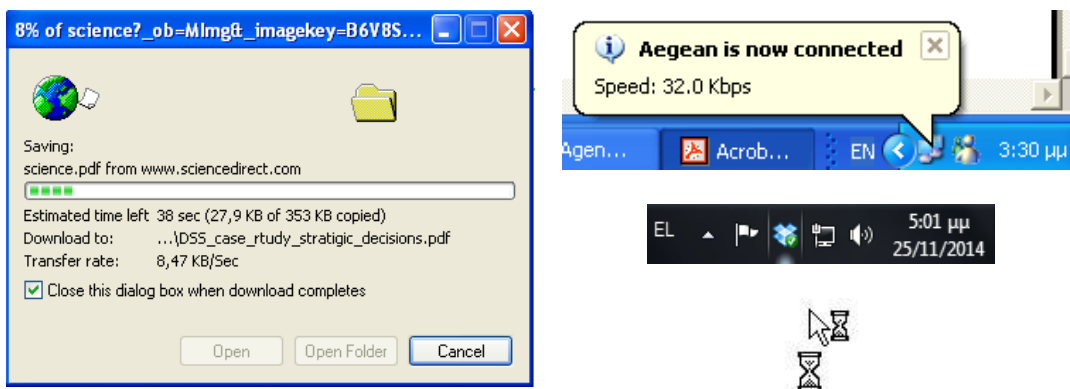 8% of science?_ob=MImg&_imagekey=B6V8S...
Saving:
science.pdf from www.sciencedirect.com
Estimated time left 38 sec (27,9 KB of 353 KB copied)
Download to: ...\DSS_case_rtudy_stratigic_decisions.pdf
Transfer rate: 8,47 KB/Sec
Close this dialog box when download completes
Open Open Folder Cancel
Aegean is now connected
Speed: 32.0 Kbps
Agen... Acrob... EN 3:30 μμ
EL 5:01 μμ
25/11/2014